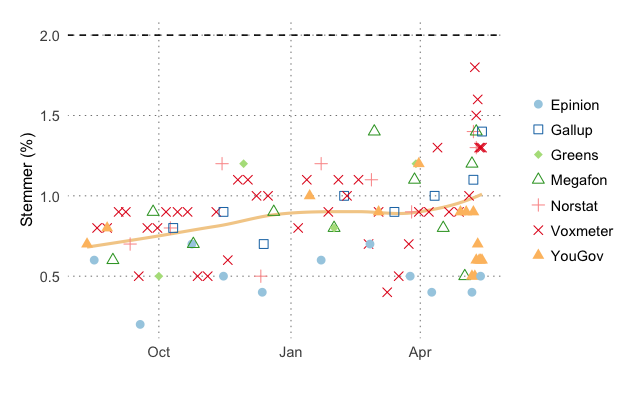 2.0
1.5
1.0
0.5
Stemmer (%)
Oct Jan Apr
Epinion
Gallup
Greens
Megafon
Norstat
Voxmeter
YouGov